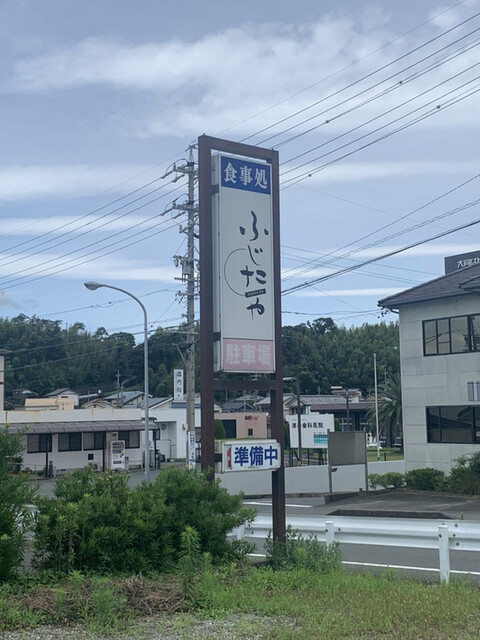 食事処
ふじたや
駐車場
準備中